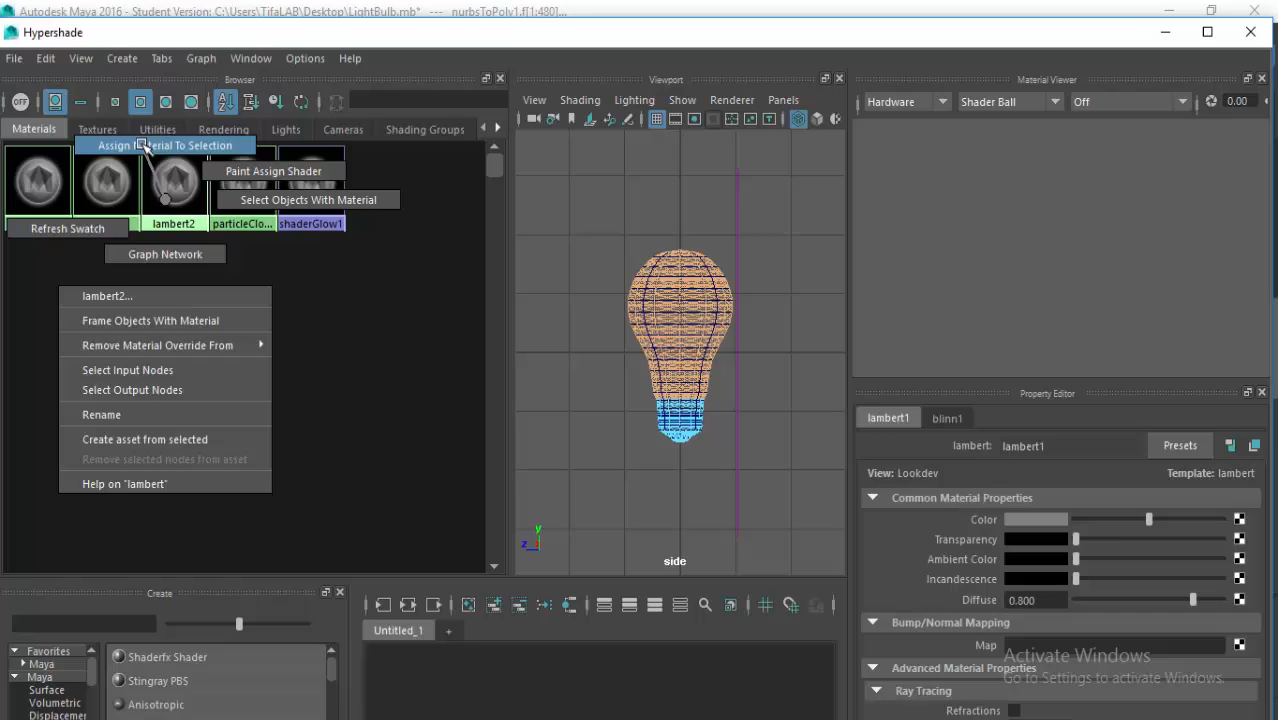 Autodesk Maya 2016 - Student Version: C:\Users\TifaLAB\Desktop\LightBulb.mb* --- nurbsToPoly1.f[1:480]...
Hypershade
File Edit View Create Tabs Graph Window Options Help
Browser
Viewport
Material Viewer
OFF
View Shading Lighting Show Renderer Panels
Hardware Shader Ball Off 0.00
Materials Textures Utilities Rendering Lights Cameras Shading Groups
Assign Material To Selection
Paint Assign Shader
Select Objects With Material
lambert2 particleClo... shaderGlow1
Refresh Swatch
Graph Network
lambert2...
Frame Objects With Material
Remove Material Override From
Select Input Nodes
Select Output Nodes
Rename
Create asset from selected
Remove selected nodes from asset
Help on "lambert"
y
z
side
Property Editor
lambert1 blinn1
lambert: lambert1 Presets
View: Lookdev Template: lambert
Common Material Properties
Color
Transparency
Ambient Color
Incandescence
Diffuse 0.800
Bump/Normal Mapping
Map
Advanced Material Properties
Ray Tracing
Refractions
Activate Windows
Go to Settings to activate Windows.
Create
Untitled_1 +
Favorites
Maya
Maya
Surface
Volumetric
Displacemer
Shaderfx Shader
Stingray PBS
Anisotropic